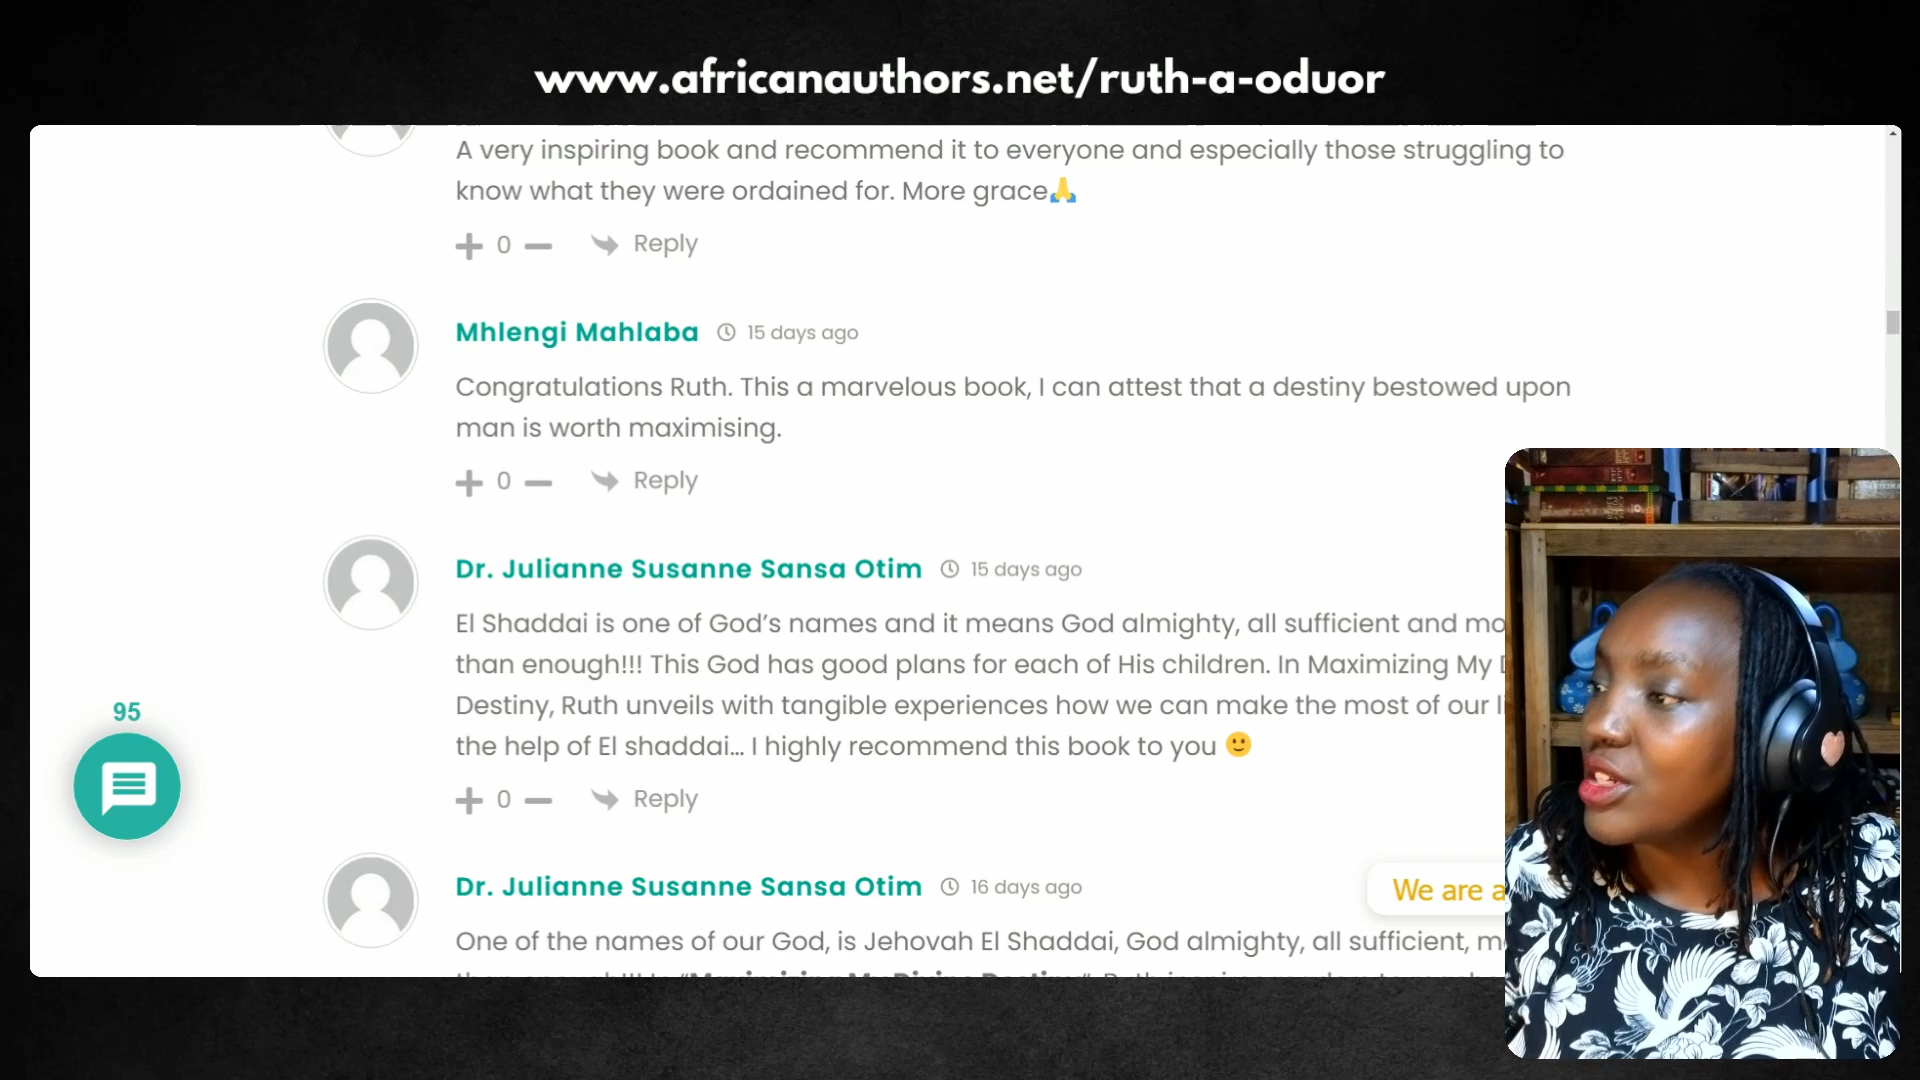 www.africanauthors.net/ruth-a-oduor
A very inspiring book and recommend it to everyone and especially those struggling to
know what they were ordained for. More grace🙏
0 Reply
Mhlengi Mahlaba 15 days ago
Congratulations Ruth. This a marvelous book, I can attest that a destiny bestowed upon
man is worth maximising.
0 Reply
Dr. Julianne Susanne Sansa Otim 15 days ago
El Shaddai is one of God's names and it means God almighty, all sufficient and mo
than enough!!! This God has good plans for each of His children. In Maximizing My
Destiny, Ruth unveils with tangible experiences how we can make the most of our
the help of El shaddai... I highly recommend this book to you 🙂
0 Reply
95
Dr. Julianne Susanne Sansa Otim 16 days ago
We are a
One of the names of our God, is Jehovah El Shaddai, God almighty, all sufficient,